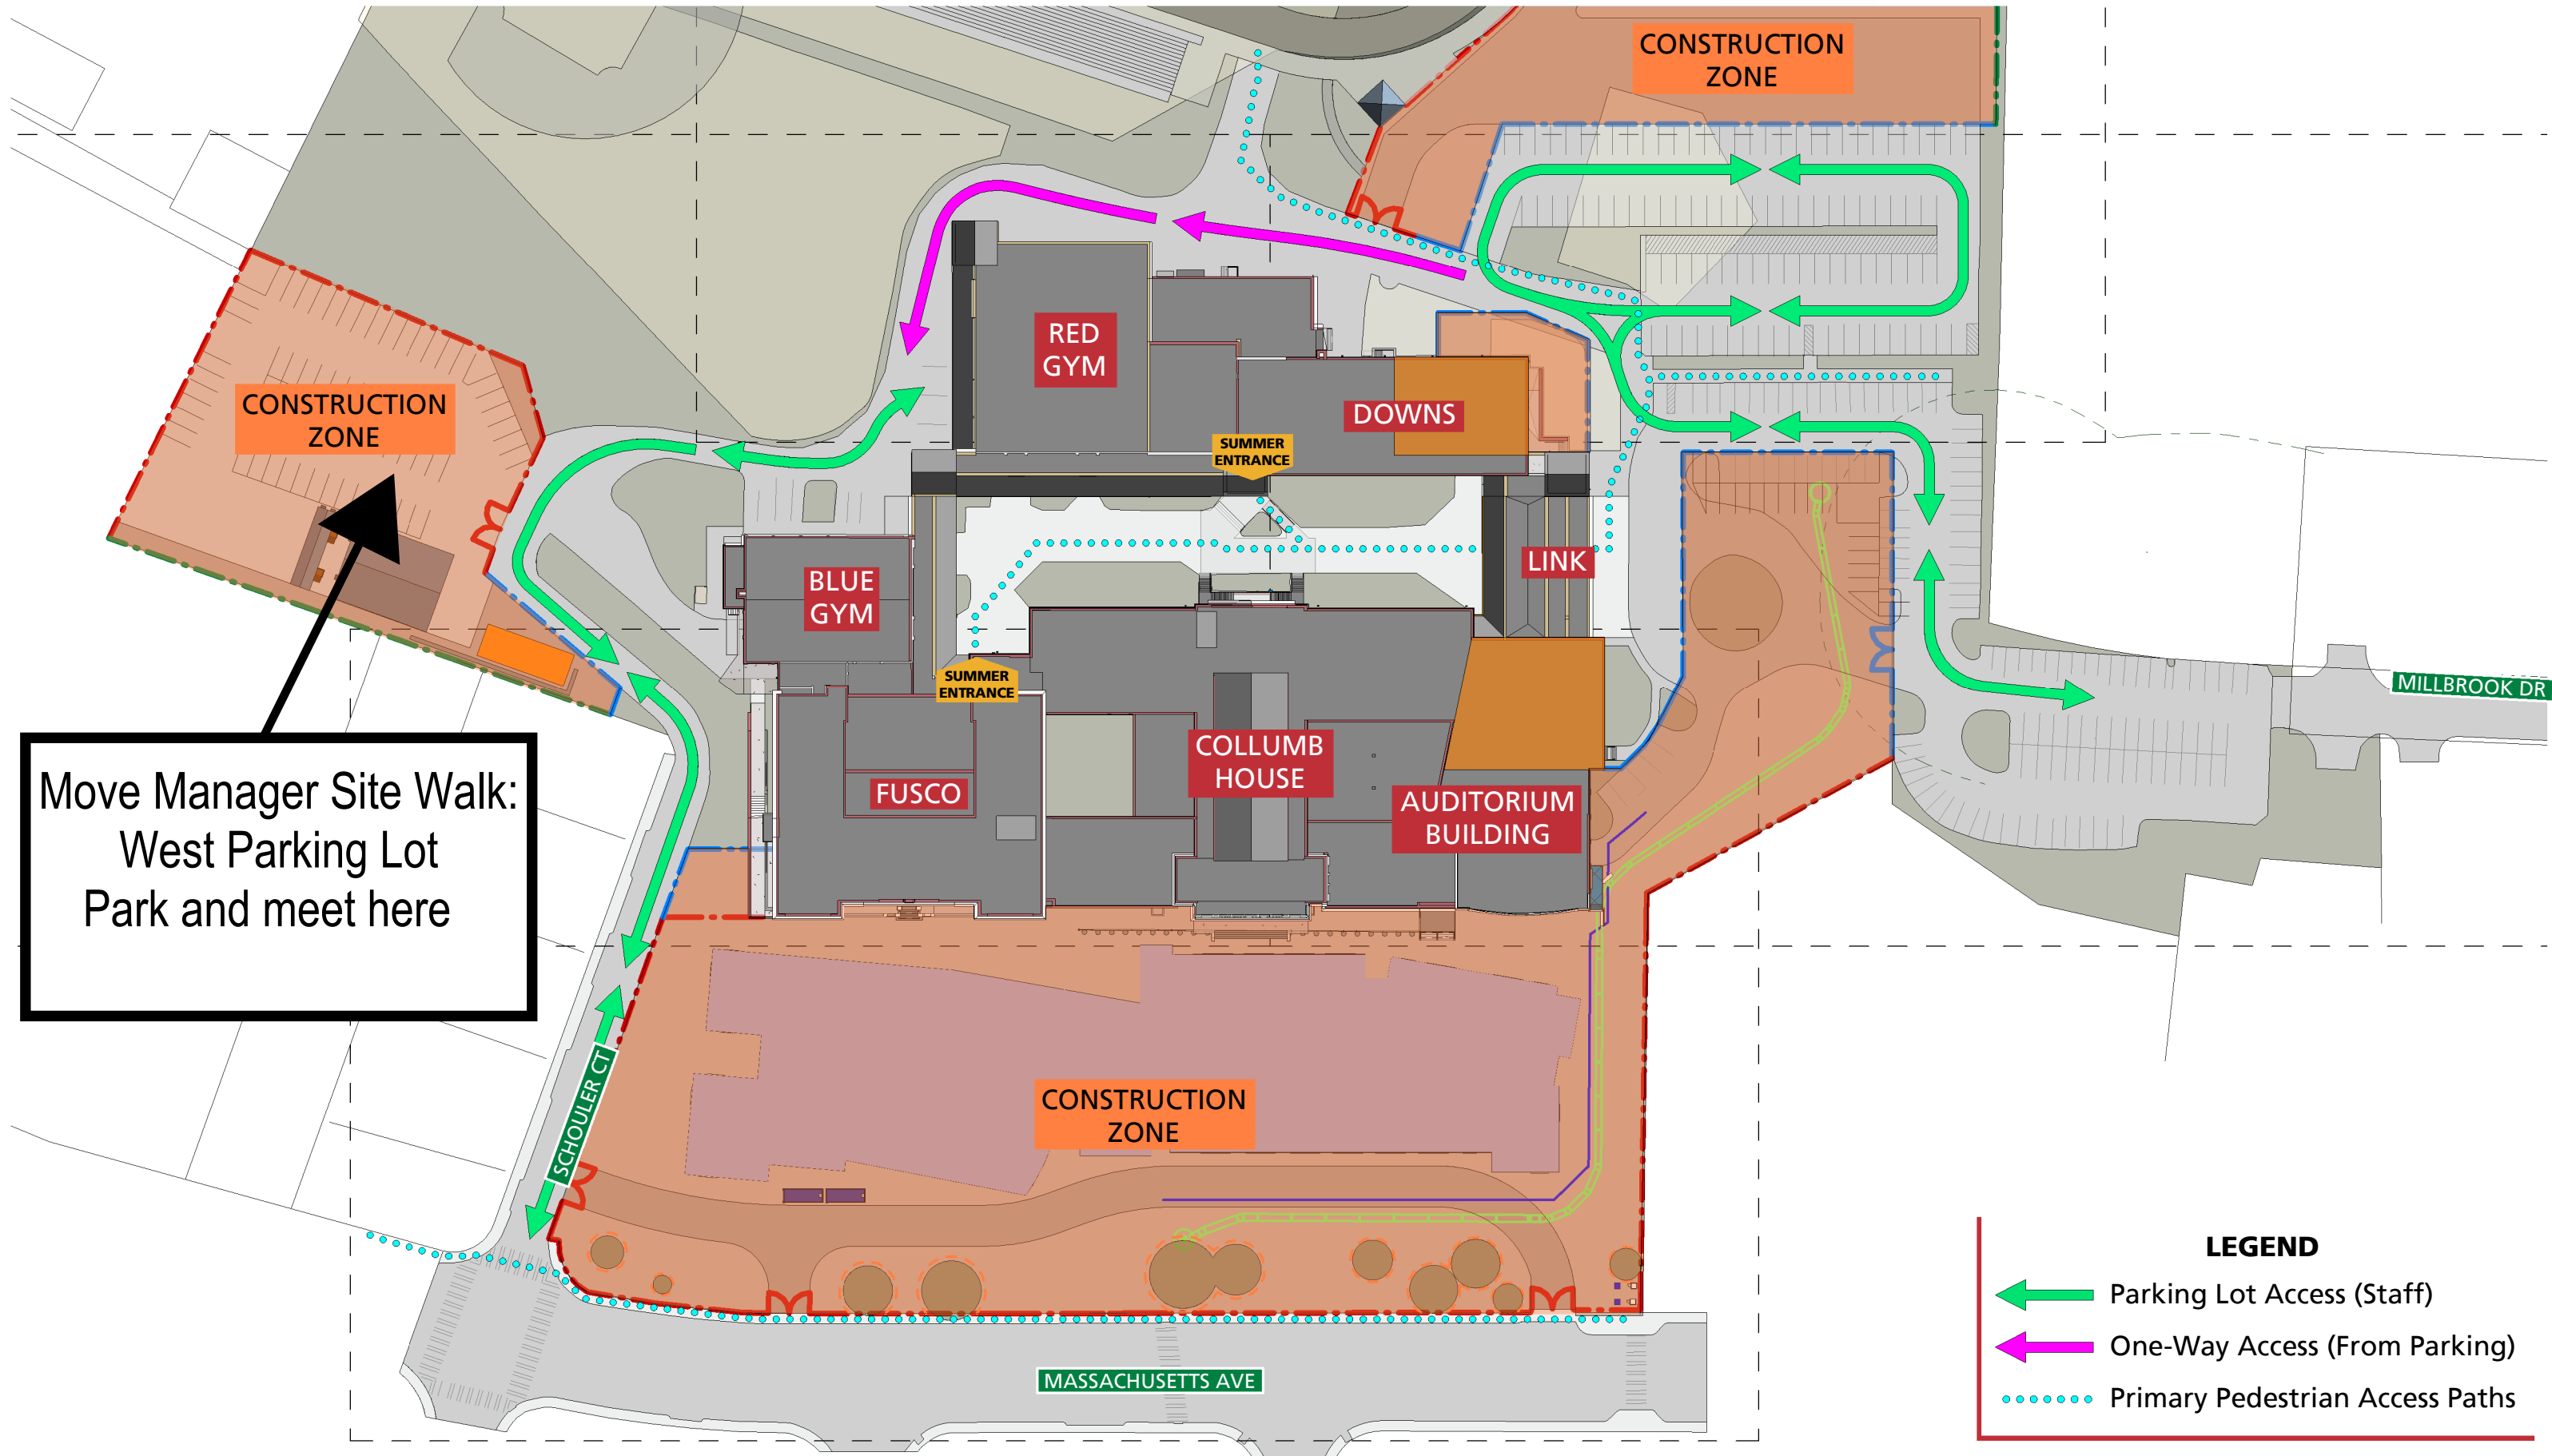 CONSTRUCTION
ZONE
RED
GYM
CONSTRUCTION
ZONE
DOWNS
SUMMER
ENTRANCE
LINK
BLUE
GYM
SUMMER
ENTRANCE
MILLBROOK DR
Move Manager Site Walk:
West Parking Lot
Park and meet here
COLLUMB
HOUSE
FUSCO
AUDITORIUM
BUILDING
CONSTRUCTION
ZONE
SCHOULER CT
MASSACHUSETTS AVE
LEGEND
Parking Lot Access (Staff)
One-Way Access (From Parking)
Primary Pedestrian Access Paths